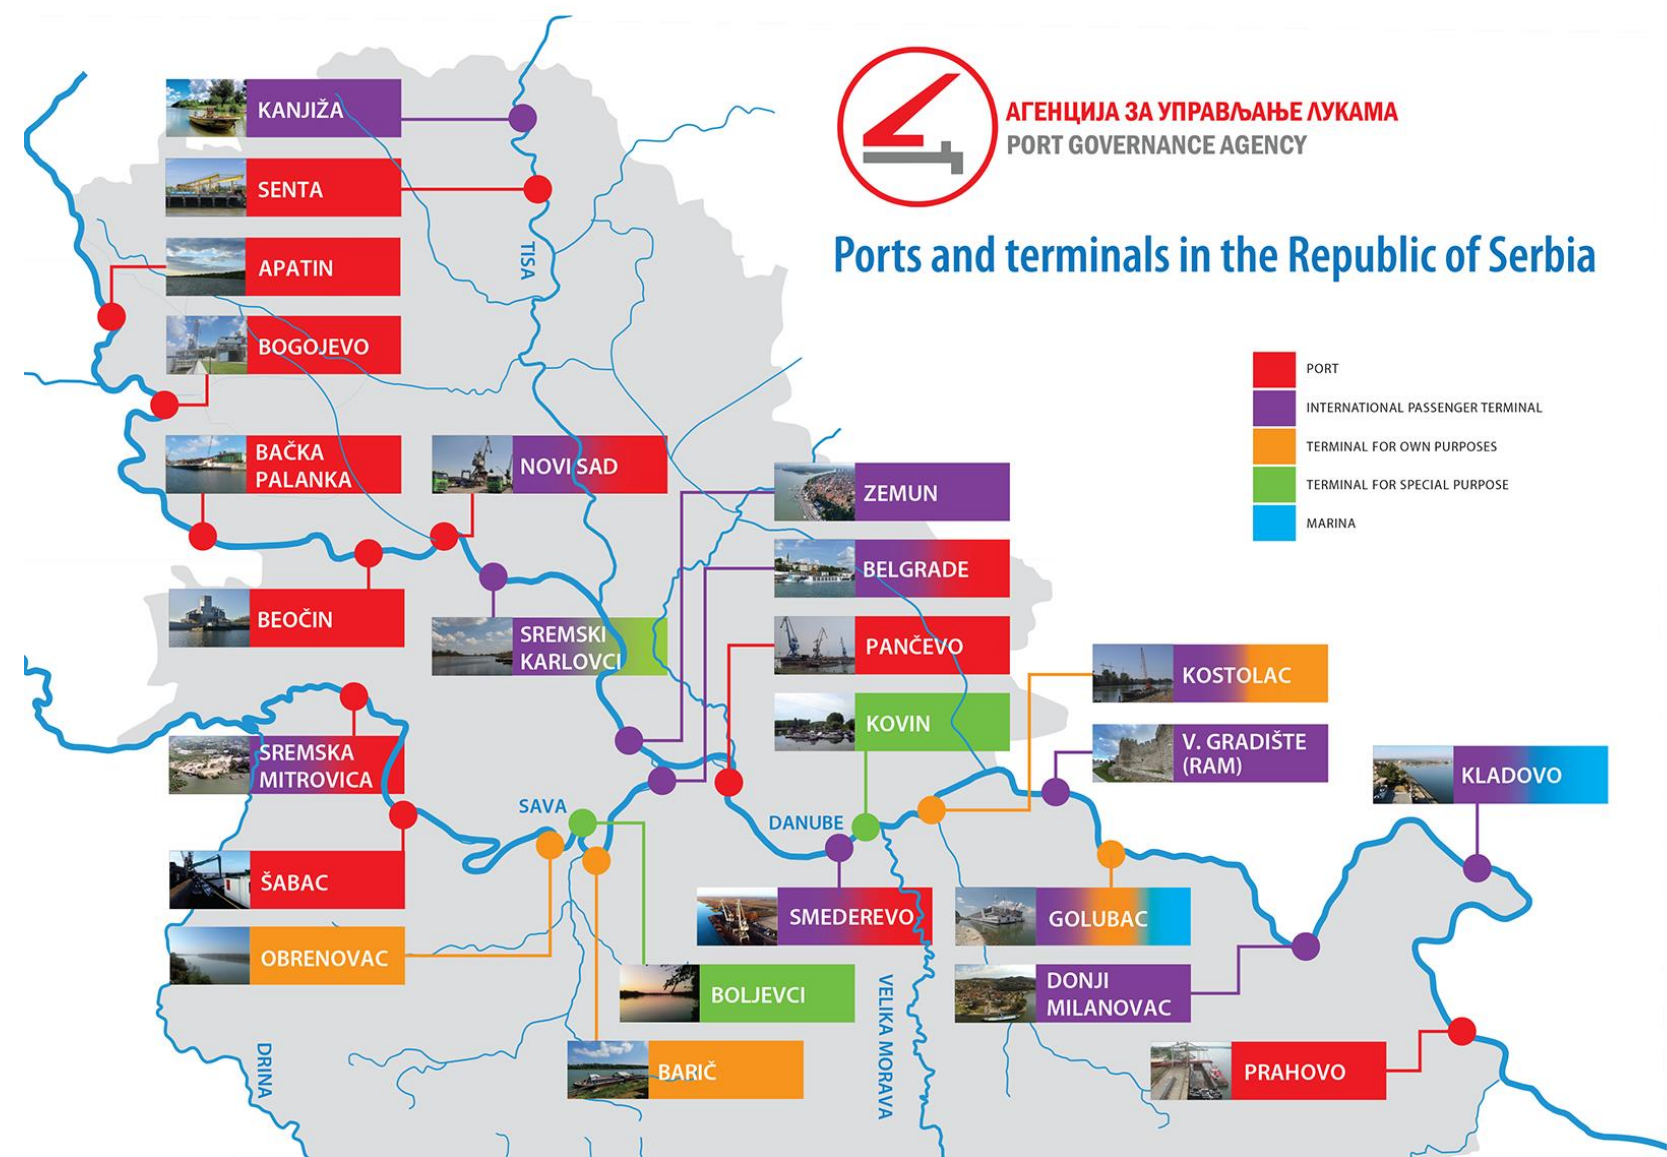 АГЕНЦИЈА ЗА УПРАВЉАЊЕ ЛУКАМА
PORT GOVERNANCE AGENCY
Ports and terminals in the Republic of Serbia
PORT
INTERNATIONAL PASSENGER TERMINAL
TERMINAL FOR OWN PURPOSES
TERMINAL FOR SPECIAL PURPOSE
MARINA
KANJIŽA
SENTA
TISA
APATIN
BOGOJEVO
BAČKA
PALANKA
NOVI SAD
ZEMUN
BELGRADE
BEOČIN
SREMSKI
KARLOVCI
PANČEVO
KOSTOLAC
KOVIN
V. GRADIŠTE
(RAM)
SREMSKA
MITROVICA
KLADOVO
SAVA
DANUBE
ŠABAC
SMEDEREVO
GOLUBAC
OBRENOVAC
BOLJEVCI
DONJI
MILANOVAC
VELIKA MORAVA
DRINA
BARIČ
PRAHOVO